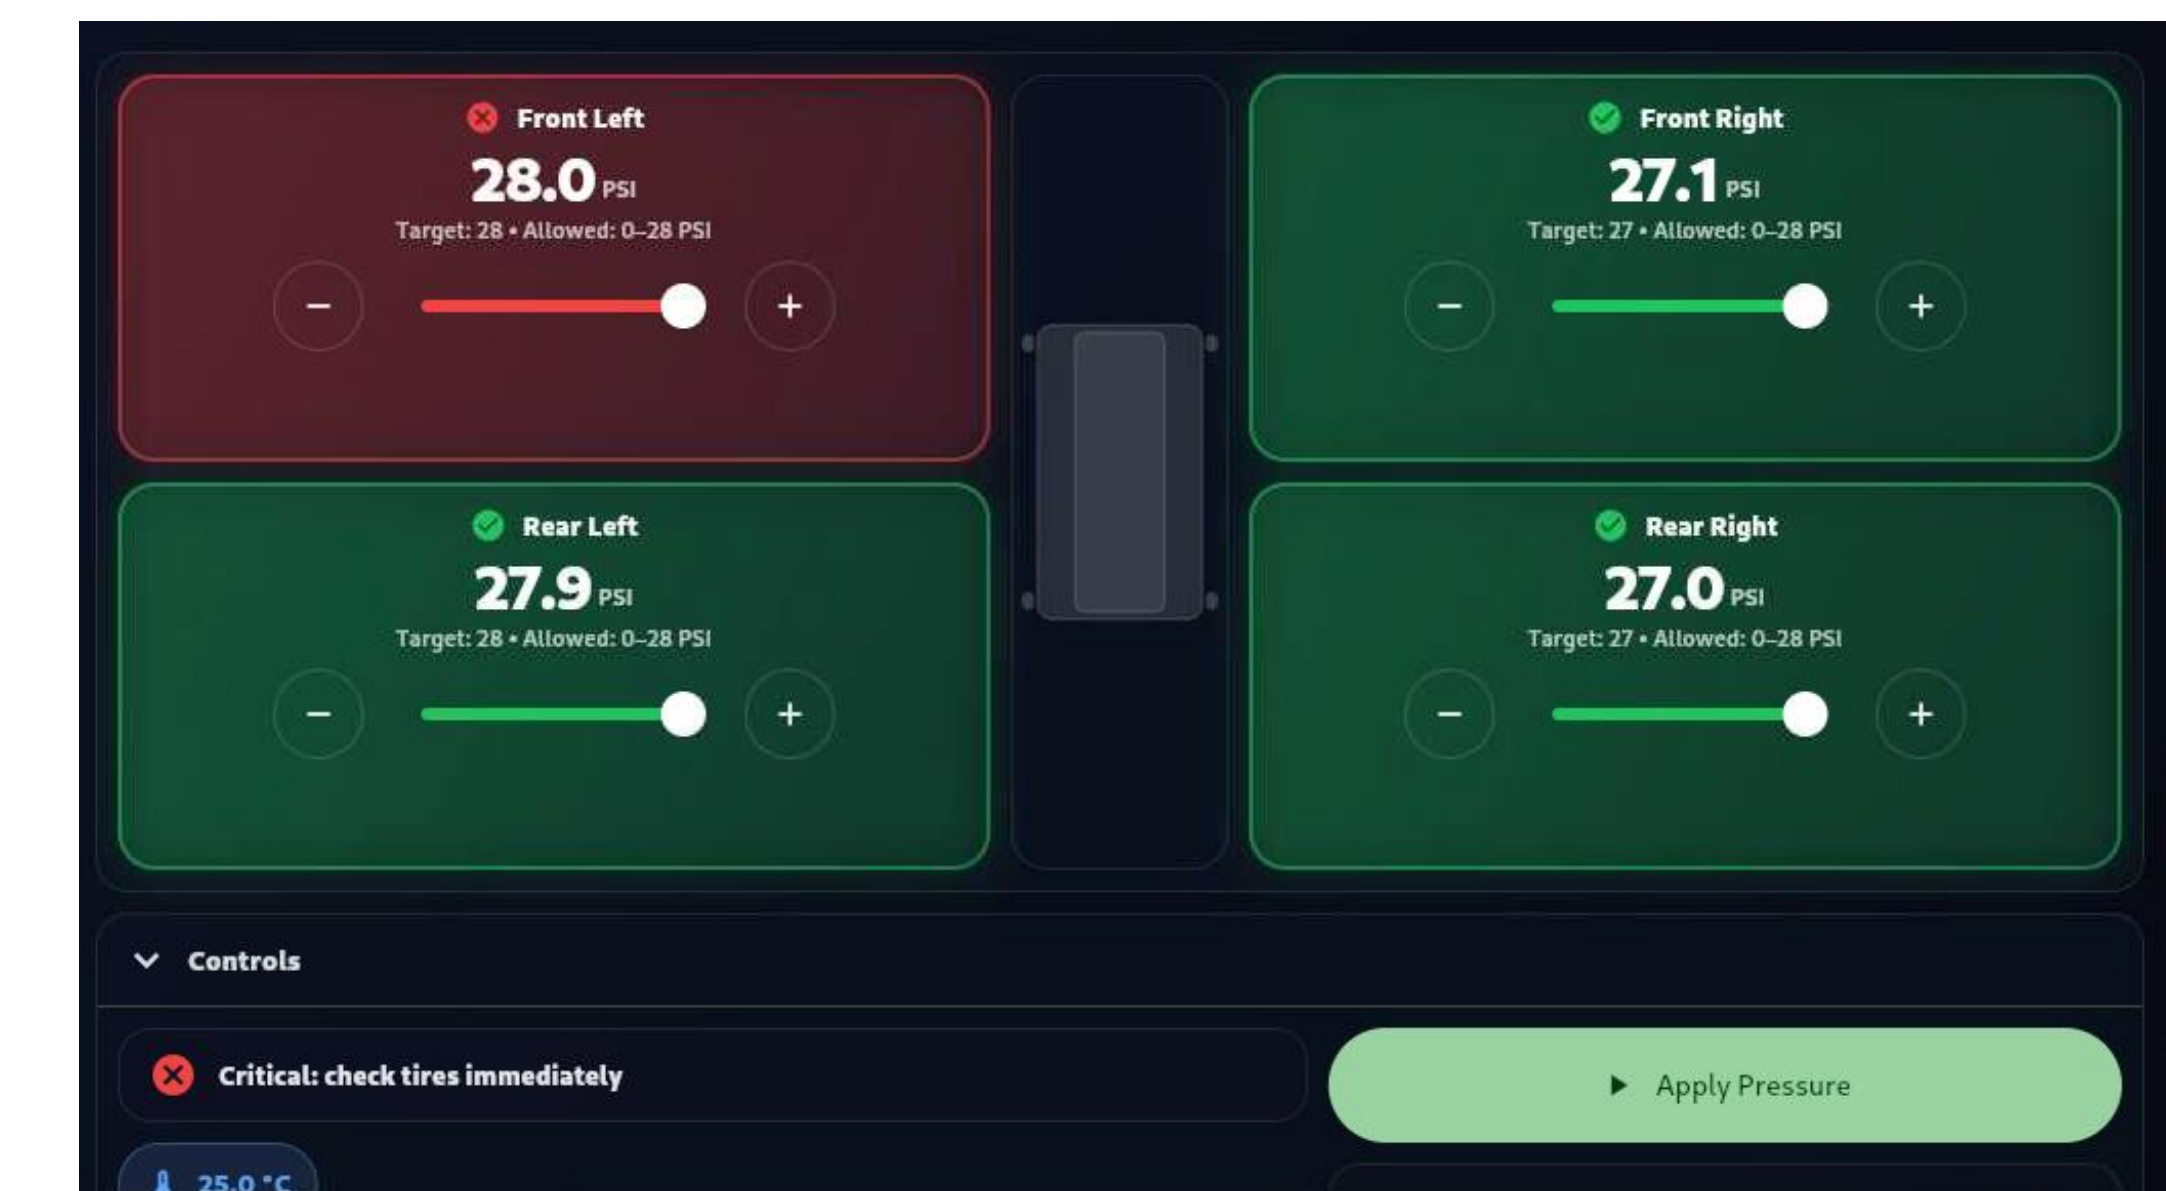 Front Left
28.0 PSI
Target: 28 • Allowed: 0–28 PSI
− +
Front Right
27.1 PSI
Target: 27 • Allowed: 0–28 PSI
− +
Rear Left
27.9 PSI
Target: 28 • Allowed: 0–28 PSI
− +
Rear Right
27.0 PSI
Target: 27 • Allowed: 0–28 PSI
− +
Controls
Critical: check tires immediately
Apply Pressure
25.0 °C